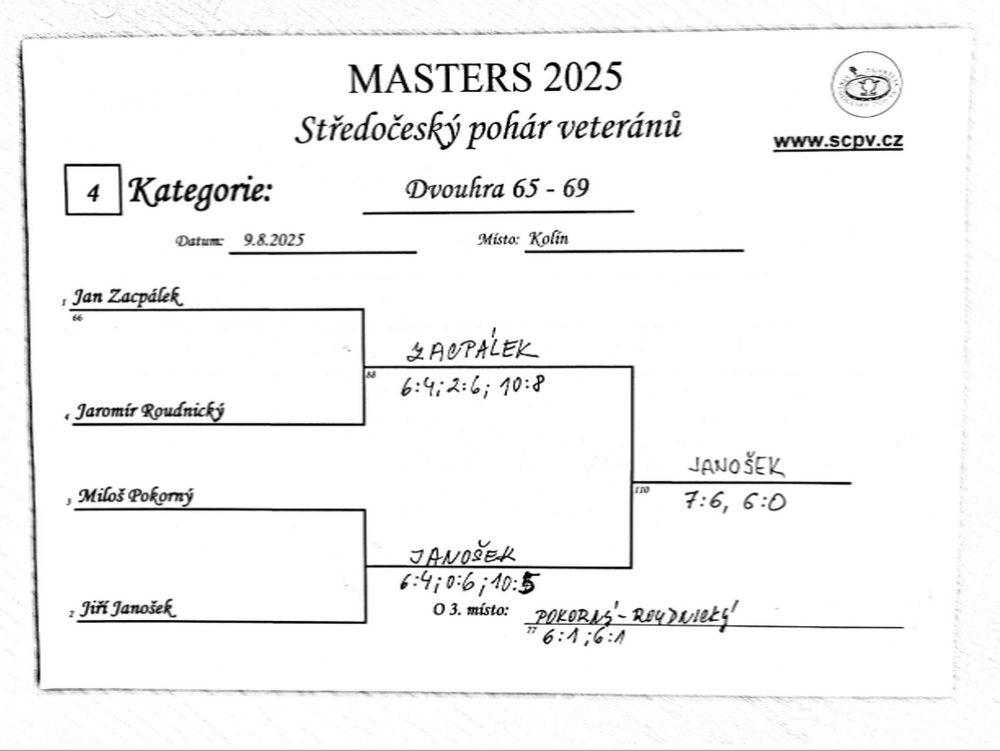 MASTERS 2025
Středočeský pohár veteránů
www.scpv.cz
4 Kategorie: Dvouhra 65 - 69
Datum: 9.8.2025 Místo: Kolín
1 Jan Zacpálek
66
ZACPÁLEK
88 6:4; 2:6; 10:8
4 Jaromír Roudnický
JANOŠEK
110 7:6, 6:0
3 Miloš Pokorný
JANOŠEK
6:4; 0:6; 10:5
2 Jiří Janošek
O 3. místo: POKORNÝ - ROUDNICKÝ
77 6:1; 6:1